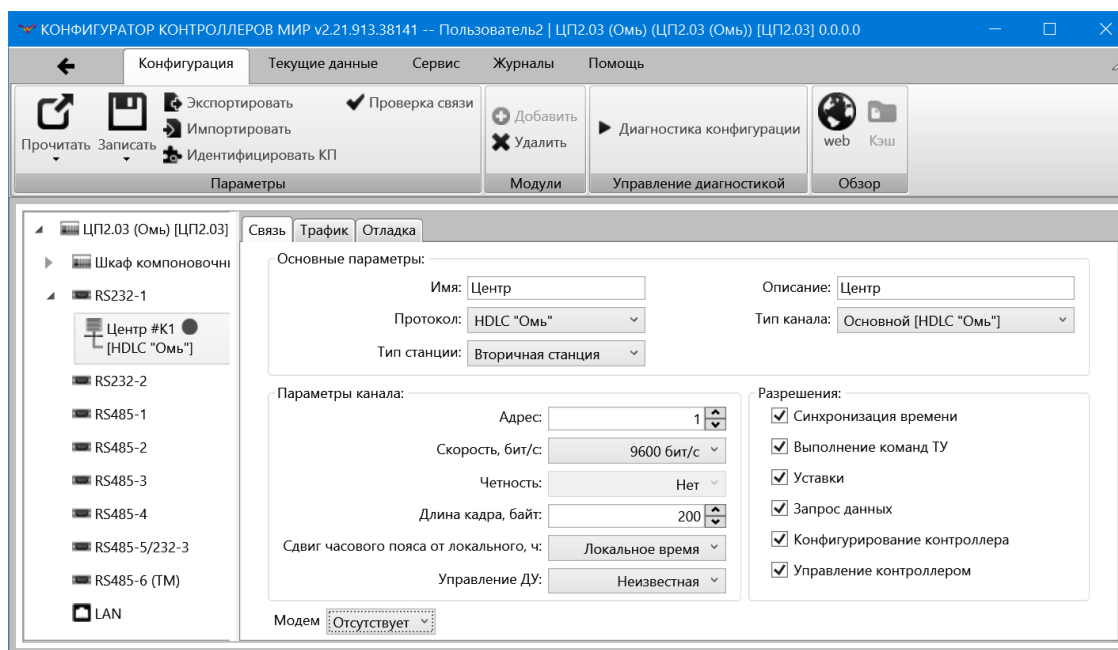 КОНФИГУРАТОР КОНТРОЛЛЕРОВ МИР v2.21.913.38141 -- Пользователь2 | ЦП2.03 (Омь) (ЦП2.03 (Омь)) [ЦП2.03] 0.0.0.0
Конфигурация Текущие данные Сервис Журналы Помощь
Прочитать Записать
Экспортировать
Импортировать
Идентифицировать КП
Проверка связи
Параметры
Добавить
Удалить
Модули
Диагностика конфигурации
Управление диагностикой
web Кэш
Обзор
ЦП2.03 (Омь) [ЦП2.03]
Шкаф компоновочны
RS232-1
Центр #K1
[HDLC "Омь"]
RS232-2
RS485-1
RS485-2
RS485-3
RS485-4
RS485-5/232-3
RS485-6 (ТМ)
LAN
Связь Трафик Отладка
Основные параметры:
Имя: Центр Описание: Центр
Протокол: HDLC "Омь" Тип канала: Основной [HDLC "Омь"]
Тип станции: Вторичная станция
Параметры канала:
Адрес: 1
Скорость, бит/с: 9600 бит/с
Четность: Нет
Длина кадра, байт: 200
Сдвиг часового пояса от локального, ч: Локальное время
Управление ДУ: Неизвестная
Модем Отсутствует
Разрешения:
Синхронизация времени
Выполнение команд ТУ
Уставки
Запрос данных
Конфигурирование контроллера
Управление контроллером